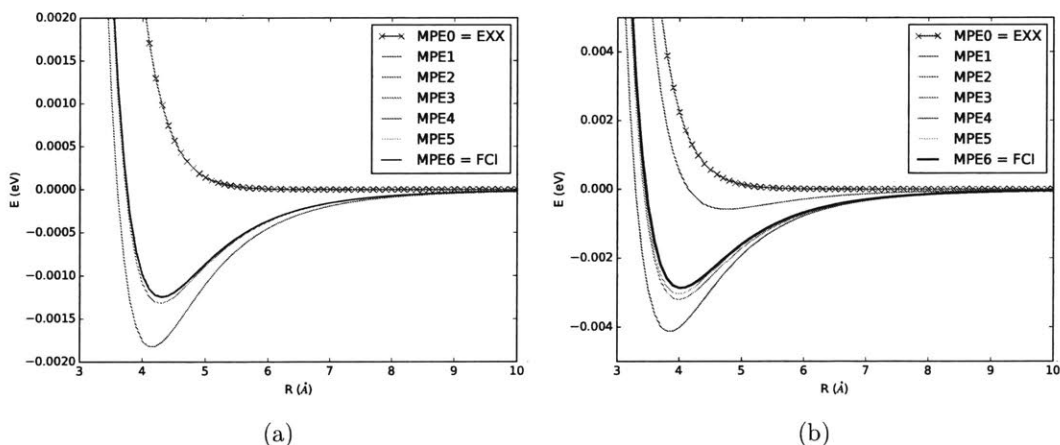 E (eV)
0.0020
0.0015
0.0010
0.0005
0.0000
−0.0005
−0.0010
−0.0015
−0.0020
3 4 5 6 7 8 9 10
R (Å)
MPE0 = EXX
MPE1
MPE2
MPE3
MPE4
MPE5
MPE6 = FCI
(a)
E (eV)
0.004
0.002
0.000
−0.002
−0.004
3 4 5 6 7 8 9 10
R (Å)
MPE0 = EXX
MPE1
MPE2
MPE3
MPE4
MPE5
MPE6 = FCI
(b)